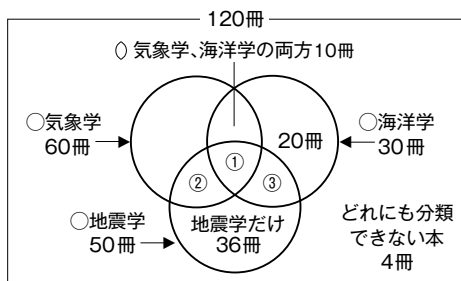 120冊
⬯気象学、海洋学の両方10冊
○気象学
60冊
20冊
○海洋学
30冊
①
②
③
○地震学
50冊
地震学だけ
36冊
どれにも分類
できない本
4冊